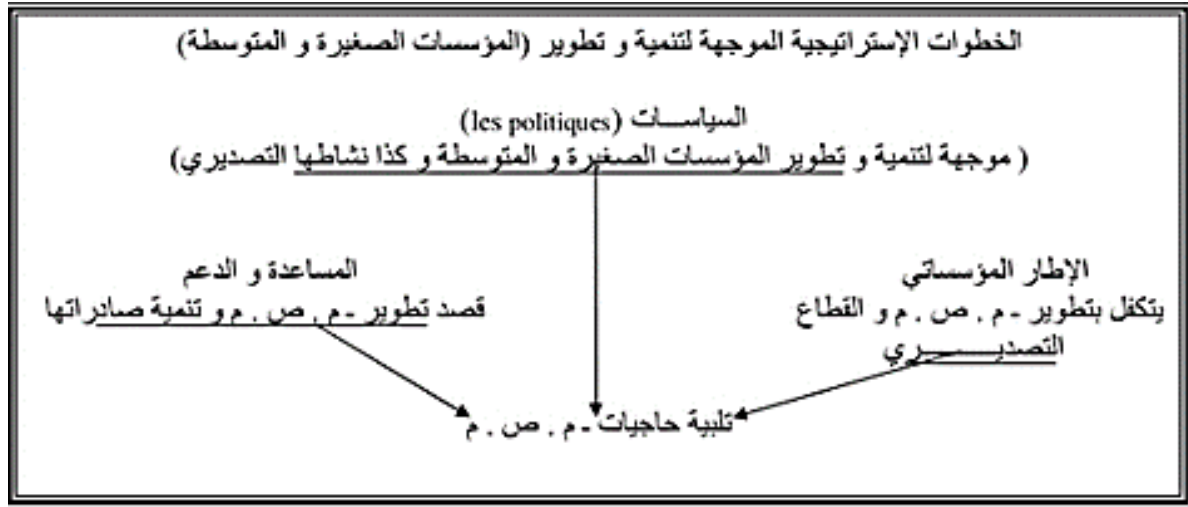 الخطوات الإستراتيجية الموجهة لتنمية و تطوير (المؤسسات الصغيرة و المتوسطة)
السياســات (les politiques)
( موجهة لتنمية و تطوير المؤسسات الصغيرة و المتوسطة و كذا نشاطها التصديري)
الإطار المؤسساتي
يتكفل بتطوير - م . ص . م و القطاع
التصديـــــري
المساعدة و الدعم
قصد تطوير - م . ص . م و تنمية صادراتها
تلبية حاجيات - م . ص . م